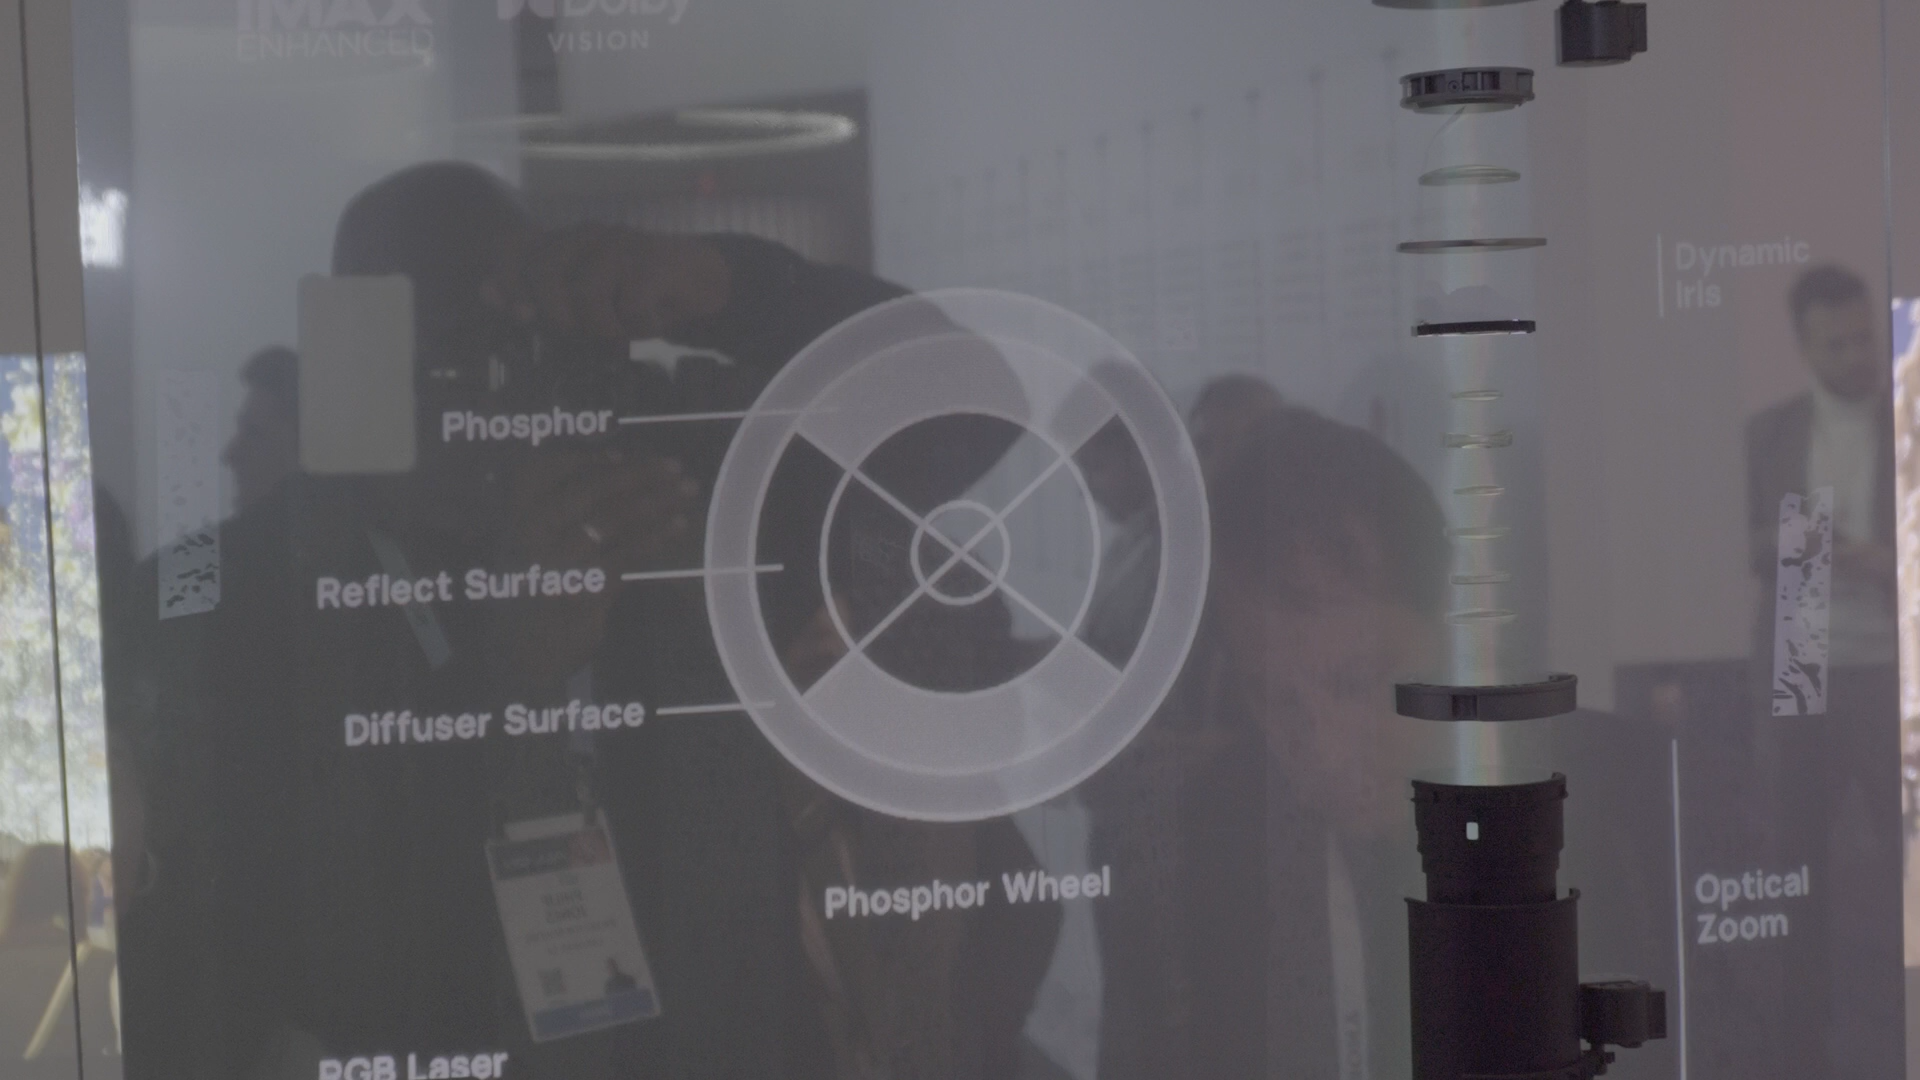 IMAX
ENHANCED
Dolby
VISION
Dynamic
Iris
Phosphor
Reflect Surface
Diffuser Surface
Phosphor Wheel
Optical
Zoom
RGB Laser